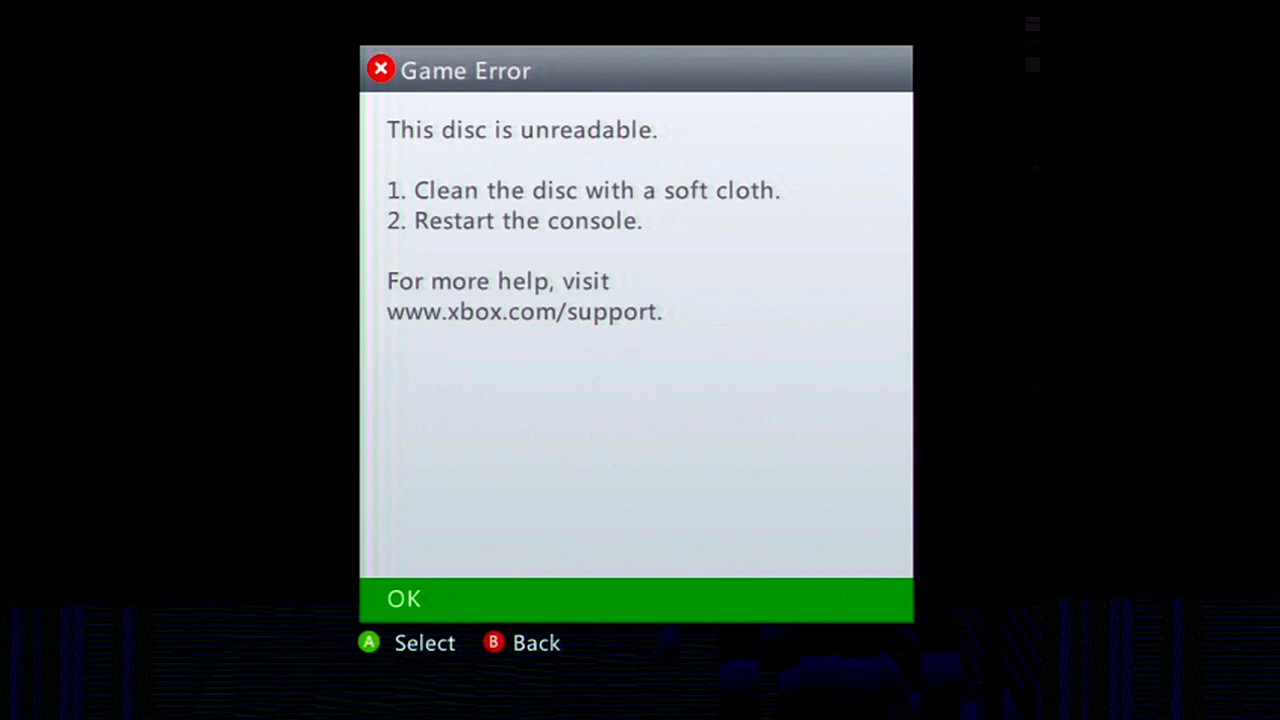 Game Error
This disc is unreadable.
1. Clean the disc with a soft cloth.
2. Restart the console.
For more help, visit
www.xbox.com/support.
OK
A Select B Back